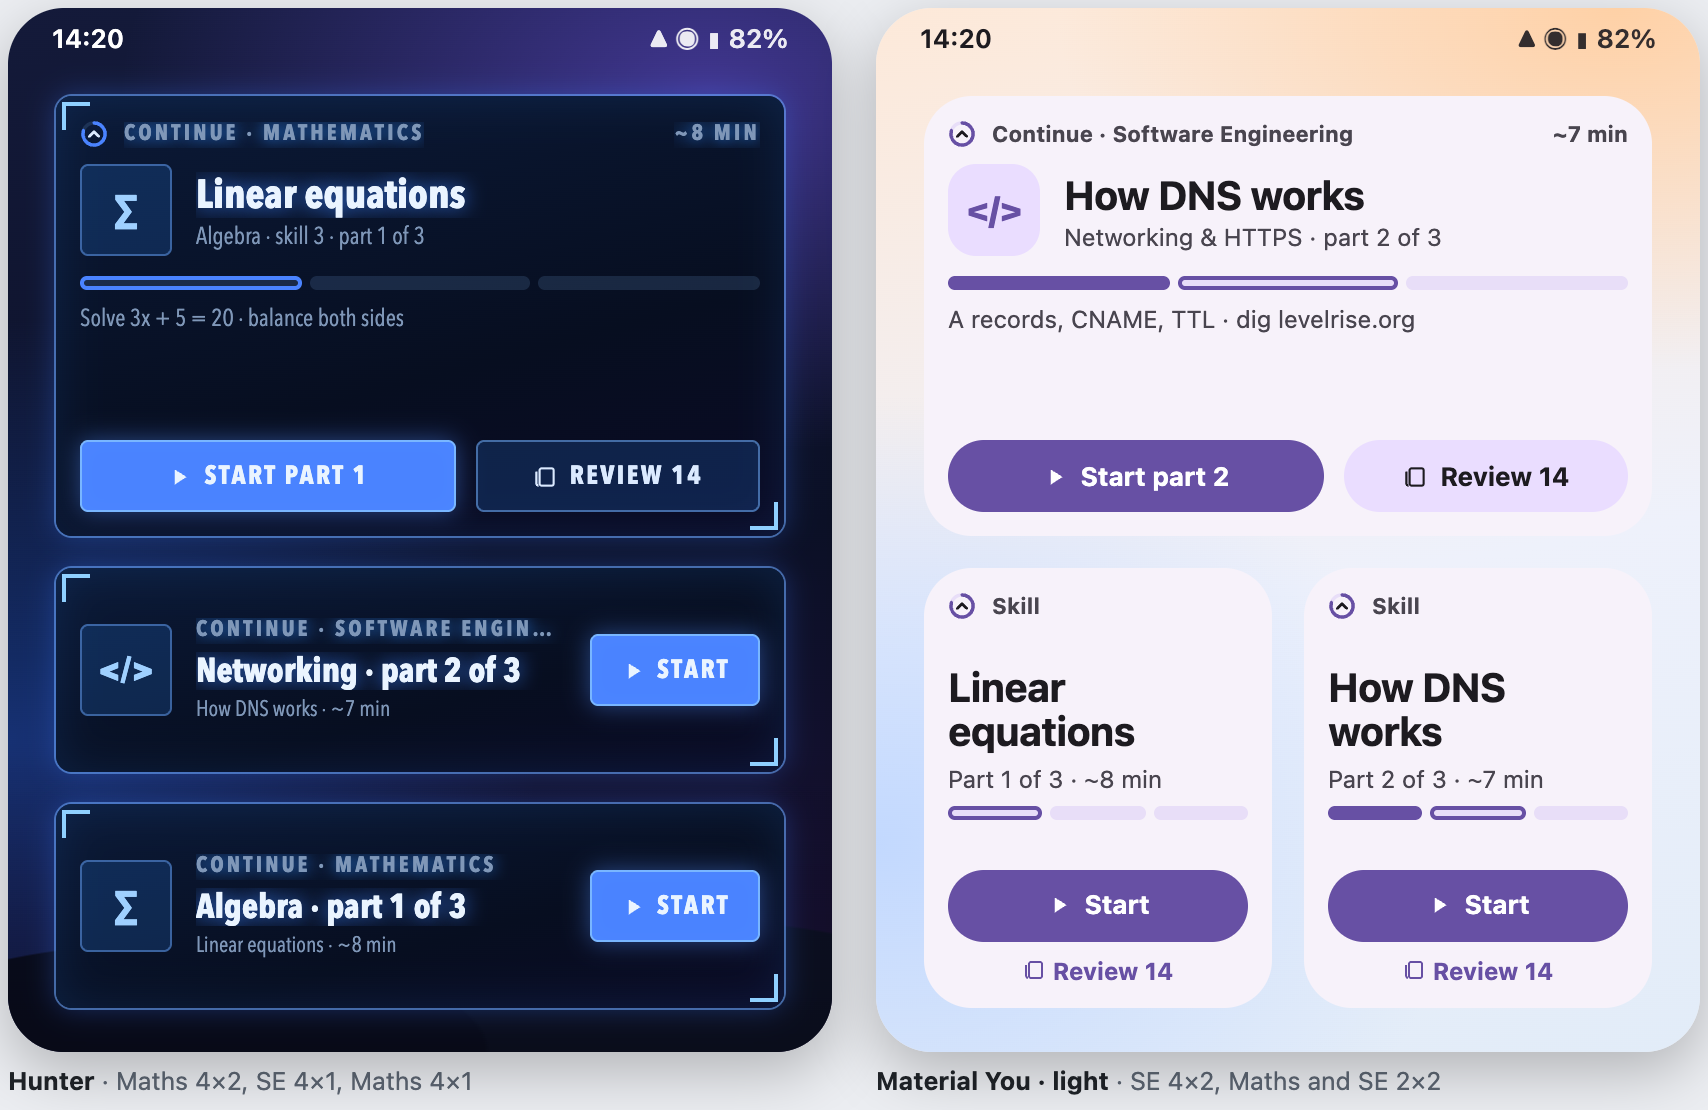 14:20
82%
CONTINUE · MATHEMATICS
~8 MIN
Σ
Linear equations
Algebra · skill 3 · part 1 of 3
Solve 3x + 5 = 20 · balance both sides
START PART 1
REVIEW 14
</>
CONTINUE · SOFTWARE ENGIN…
Networking · part 2 of 3
How DNS works · ~7 min
START
Σ
CONTINUE · MATHEMATICS
Algebra · part 1 of 3
Linear equations · ~8 min
START
Hunter · Maths 4×2, SE 4×1, Maths 4×1
14:20
82%
Continue · Software Engineering
~7 min
</>
How DNS works
Networking & HTTPS · part 2 of 3
A records, CNAME, TTL · dig levelrise.org
Start part 2
Review 14
Skill
Linear
equations
Part 1 of 3 · ~8 min
Start
Review 14
Skill
How DNS
works
Part 2 of 3 · ~7 min
Start
Review 14
Material You · light · SE 4×2, Maths and SE 2×2